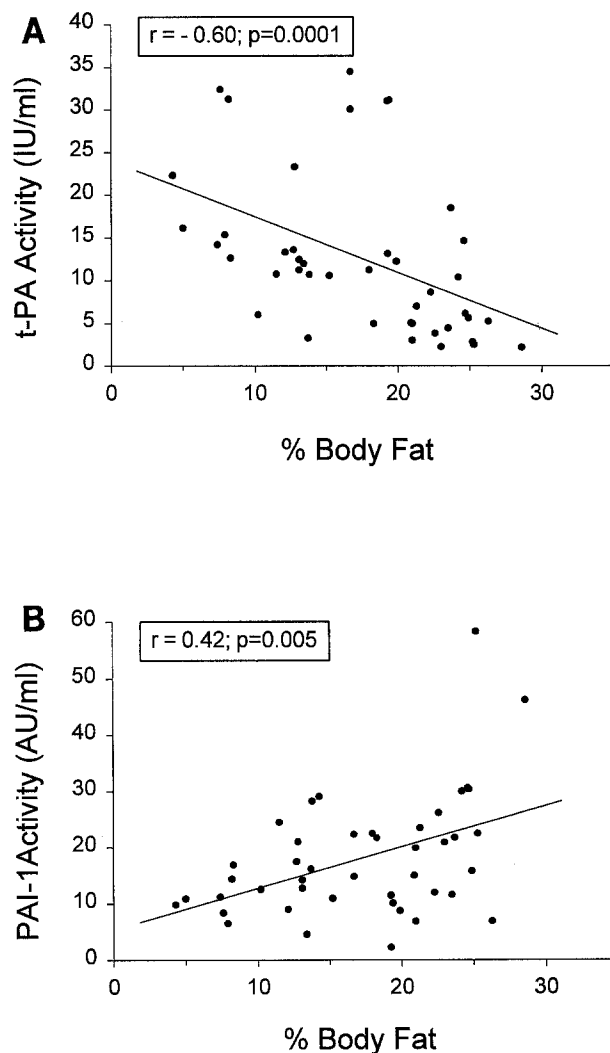 A
r = - 0.60; p=0.0001
t-PA Activity (IU/ml)
40
35
30
25
20
15
10
5
0
0 10 20 30
% Body Fat
B
r = 0.42; p=0.005
PAI-1Activity (AU/ml)
60
50
40
30
20
10
0
0 10 20 30
% Body Fat